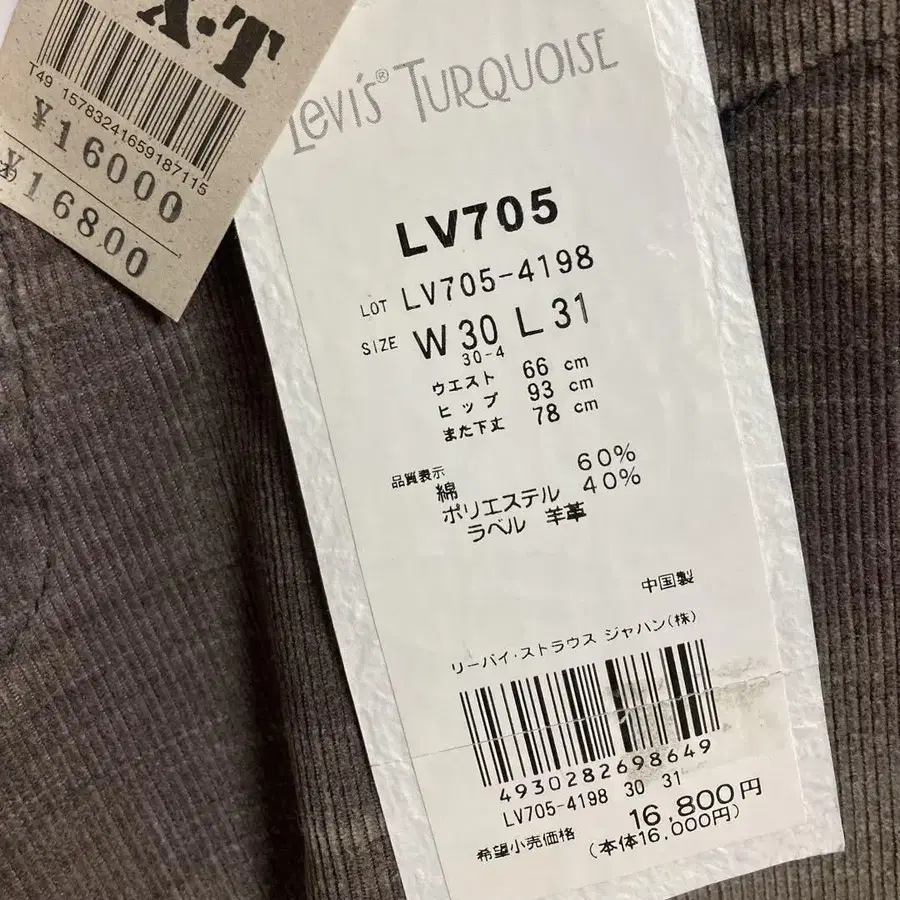 X-T
T49 15783241659187115
¥16000
¥16800
Levi's® TURQUOISE
LV705
LOT LV705-4198
SIZE W30 L31
30-4
ウエスト 66 cm
ヒップ 93 cm
また下丈 78 cm
品質表示
綿 60%
ポリエステル 40%
ラベル 羊革
中国製
リーバイ・ストラウス ジャパン(株)
4930282698649
LV705-4198 30 31
希望小売価格 16,800円
(本体16,000円)